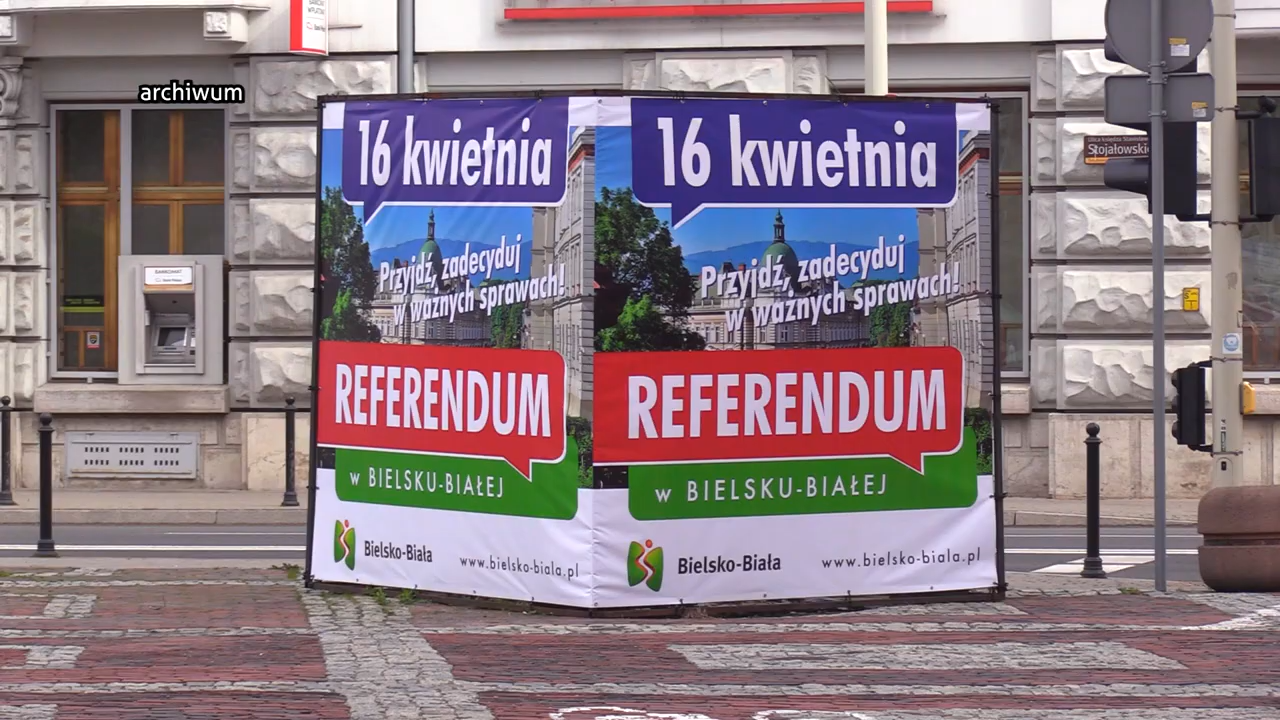 archiwum
16 kwietnia
Przyjdź, zadecyduj
w ważnych sprawach!
REFERENDUM
w BIELSKU-BIAŁEJ
Bielsko-Biała
www.bielsko-biala.pl
16 kwietnia
Przyjdź, zadecyduj
w ważnych sprawach!
REFERENDUM
w BIELSKU-BIAŁEJ
Bielsko-Biała
www.bielsko-biala.pl
BANKOMAT